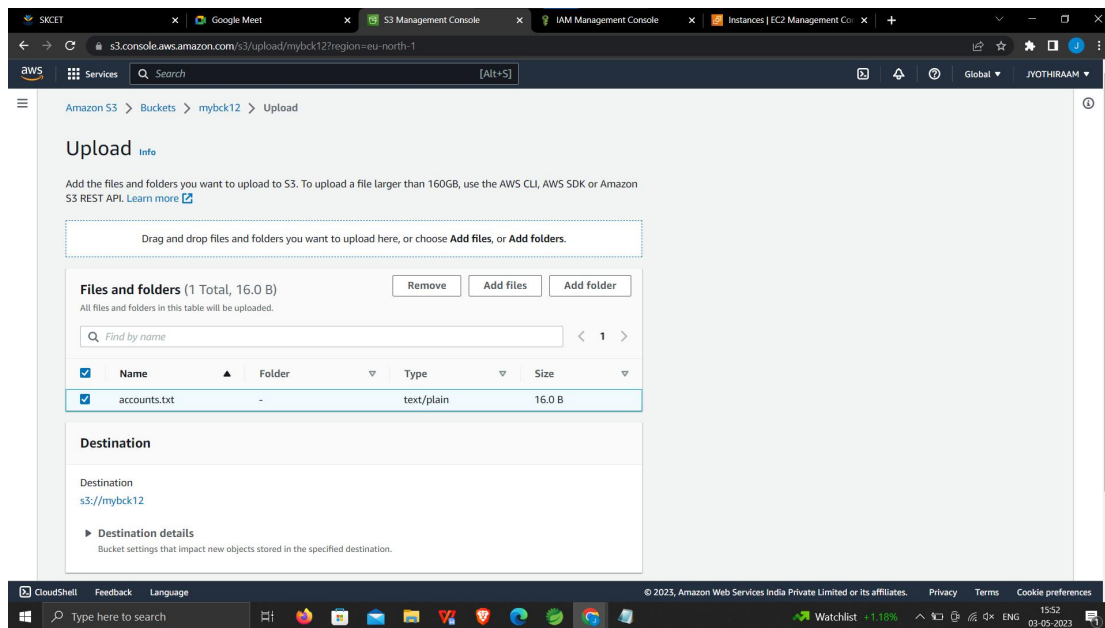 SKCET
Google Meet
S3 Management Console
IAM Management Console
Instances | EC2 Management Con
s3.console.aws.amazon.com/s3/upload/mybck12?region=eu-north-1
J
aws
Services
Search
[Alt+S]
Global ▼
JYOTHIRAAM ▼
Amazon S3 > Buckets > mybck12 > Upload
Upload Info
Add the files and folders you want to upload to S3. To upload a file larger than 160GB, use the AWS CLI, AWS SDK or Amazon
S3 REST API. Learn more
Drag and drop files and folders you want to upload here, or choose Add files, or Add folders.
Files and folders (1 Total, 16.0 B)
Remove
Add files
Add folder
All files and folders in this table will be uploaded.
Find by name
< 1 >
Name ▲ Folder ▽ Type ▽ Size ▽
accounts.txt - text/plain 16.0 B
Destination
Destination
s3://mybck12
▶ Destination details
Bucket settings that impact new objects stored in the specified destination.
CloudShell Feedback Language
© 2023, Amazon Web Services India Private Limited or its affiliates. Privacy Terms Cookie preferences
Type here to search
Watchlist +1.18%
ENG
15:52
03-05-2023
1